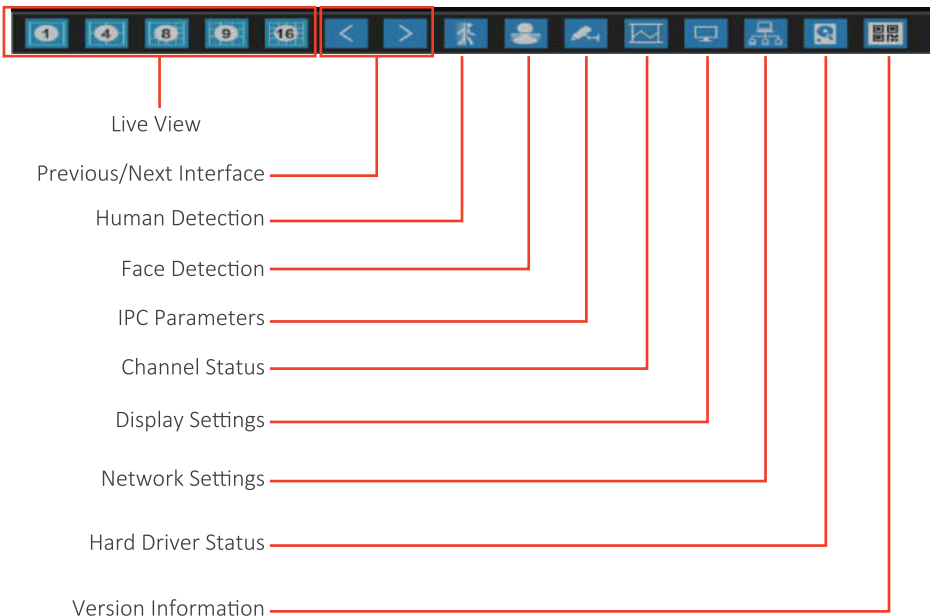 1 4 8 9 16 < >
Live View
Previous/Next Interface
Human Detection
Face Detection
IPC Parameters
Channel Status
Display Settings
Network Settings
Hard Driver Status
Version Information